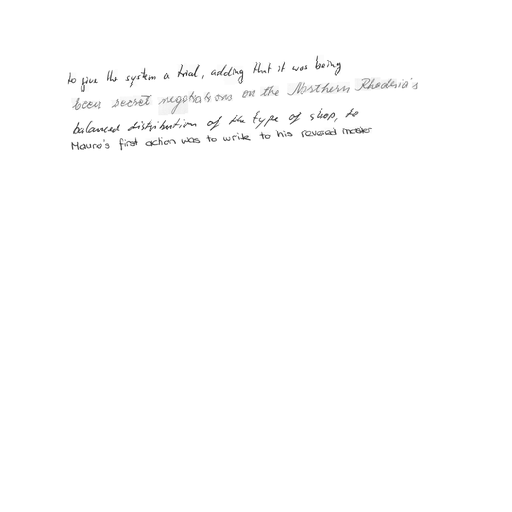 to give the system a trial, adding that it was being
been secret negotiations on the Northern Rhodesia's
balanced distribution of the type of shop, to
Mauro's first action was to write to his revered master